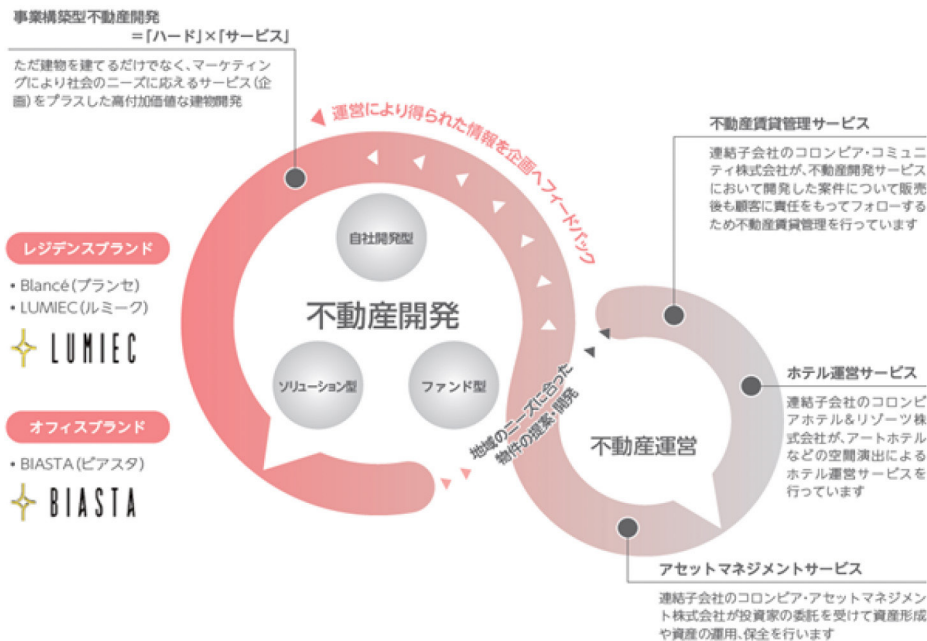 事業構築型不動産開発
＝「ハード」×「サービス」
ただ建物を建てるだけでなく、マーケティン
グにより社会のニーズに応えるサービス（企
画）をプラスした高付加価値な建物開発
運営により得られた情報を企画へフィードバック
レジデンスブランド
• Blancé（ブランセ）
• LUMIEC（ルミーク）
LUMIEC
オフィスブランド
• BIASTA（ビアスタ）
BIASTA
自社開発型
不動産開発
ソリューション型
ファンド型
地域のニーズに合った
物件の提案・開発
不動産運営
不動産賃貸管理サービス
連結子会社のコロンビア・コミュニ
ティ株式会社が、不動産開発サービス
において開発した案件について販売
後も顧客に責任をもってフォローする
ため不動産賃貸管理を行っています
ホテル運営サービス
連結子会社のコロンビ
アホテル＆リゾーツ株
式会社が、アートホテル
などの空間演出による
ホテル運営サービスを
行っています
アセットマネジメントサービス
連結子会社のコロンビア・アセットマネジメン
ト株式会社が投資家の委託を受けて資産形成
や資産の運用、保全を行います